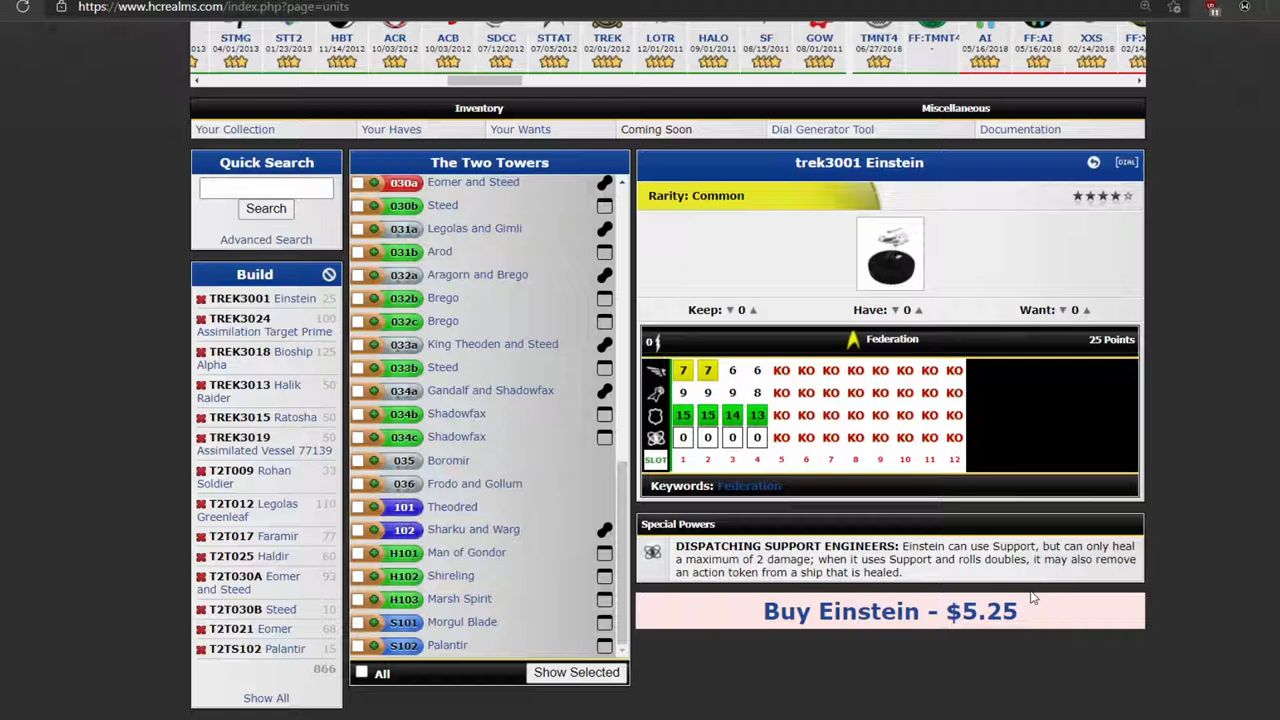 https://www.hcrealms.com/index.php?page=units
11
STMG STT2 HBT ACR ACB SDCC STTAT TREK LOTR HALO SF GOW TMNT4 FF:TMNT4 AI FF:AI XXS FF:X
2013 04/01/2013 01/23/2013 11/14/2012 10/03/2012 10/03/2012 07/12/2012 07/05/2012 02/01/2012 12/01/2011 09/01/2011 08/15/2011 08/01/2011 06/27/2018 - 05/16/2018 05/16/2018 02/14/2018 02/14/
Inventory Miscellaneous
Your Collection Your Haves Your Wants Coming Soon Dial Generator Tool Documentation
Quick Search
Search
Advanced Search
Build
TREK3001 Einstein 25
TREK3024 100
Assimilation Target Prime
TREK3018 Bioship 125
Alpha
TREK3013 Halik 50
Raider
TREK3015 Ratosha 50
TREK3019 50
Assimilated Vessel 77139
T2T009 Rohan 10
Soldier
T2T012 Legolas 110
Greenleaf
T2T017 Faramir 77
T2T025 Haldir 60
T2T030A Eomer 93
and Steed
T2T030B Steed 10
T2T021 Eomer 68
T2TS102 Palantir 15
866
Show All
The Two Towers
030a Eomer and Steed
030b Steed
031a Legolas and Gimli
031b Arod
032a Aragorn and Brego
032b Brego
032c Brego
033a King Theoden and Steed
033b Steed
034a Gandalf and Shadowfax
034b Shadowfax
034c Shadowfax
035 Boromir
036 Frodo and Gollum
101 Theodred
102 Sharku and Warg
H101 Man of Gondor
H102 Shireling
H103 Marsh Spirit
S101 Morgul Blade
S102 Palantir
All Show Selected
trek3001 Einstein [DIAL]
Rarity: Common ★★★★☆
Keep: ▼ 0 ▲ Have: ▼ 0 ▲ Want: ▼ 0 ▲
0 Federation 25 Points
7 7 6 6 KO KO KO KO KO KO KO KO
9 9 9 8 KO KO KO KO KO KO KO KO
15 15 14 13 KO KO KO KO KO KO KO KO
0 0 0 0 KO KO KO KO KO KO KO KO
SLOT 1 2 3 4 5 6 7 8 9 10 11 12
Keywords: Federation
Special Powers
DISPATCHING SUPPORT ENGINEERS: Einstein can use Support, but can only heal
a maximum of 2 damage; when it uses Support and rolls doubles, it may also remove
an action token from a ship that is healed.
Buy Einstein - $5.25